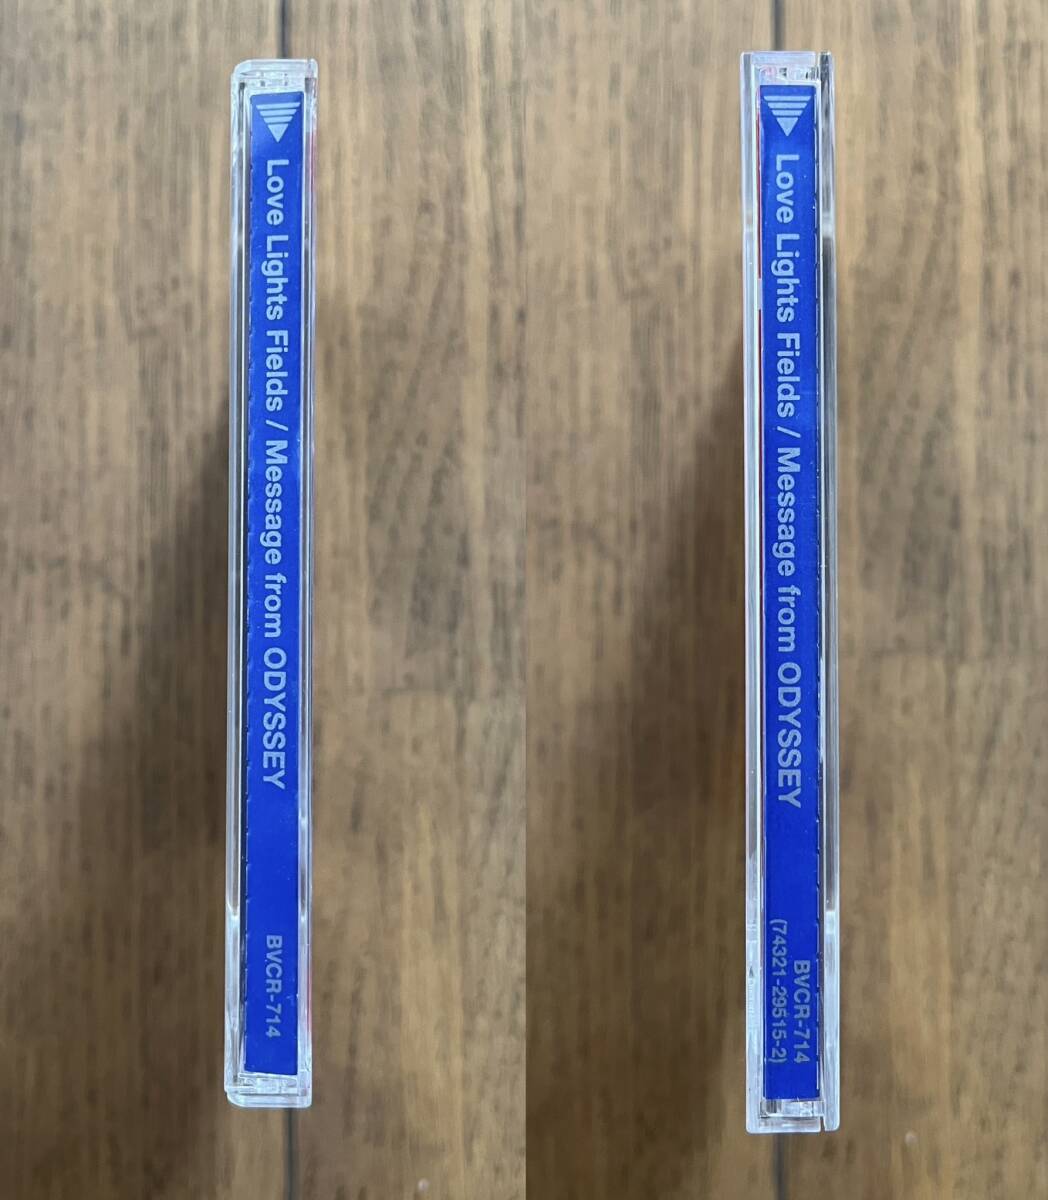 Love Lights Fields / Message from ODYSSEY
BVCR-714
Love Lights Fields / Message from ODYSSEY
BVCR-714
(74321-29515-2)